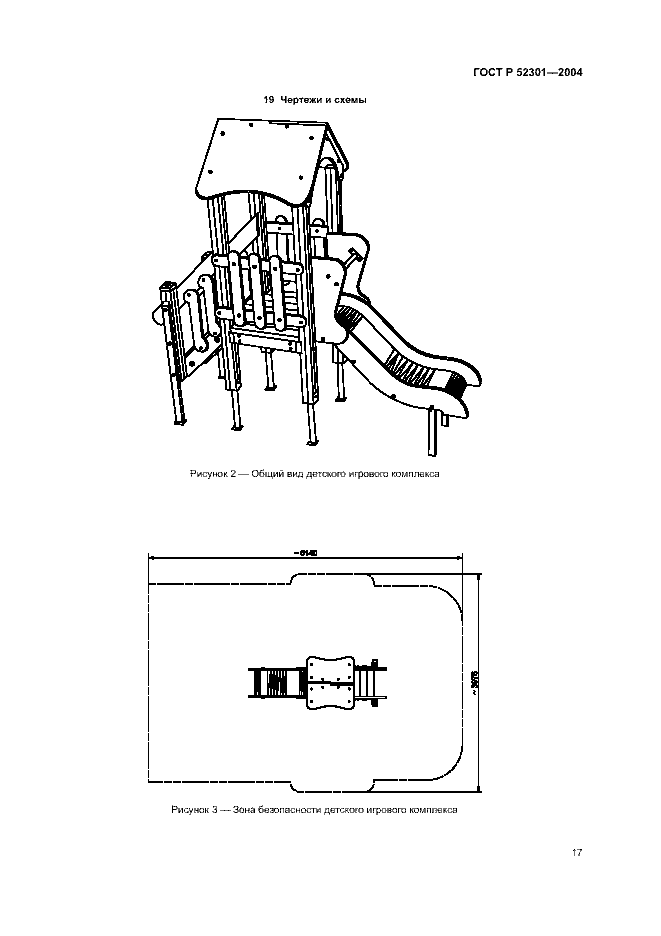 ГОСТ Р 52301—2004
19 Чертежи и схемы
Рисунок 2 — Общий вид детского игрового комплекса
Рисунок 3 — Зона безопасности детского игрового комплекса
17